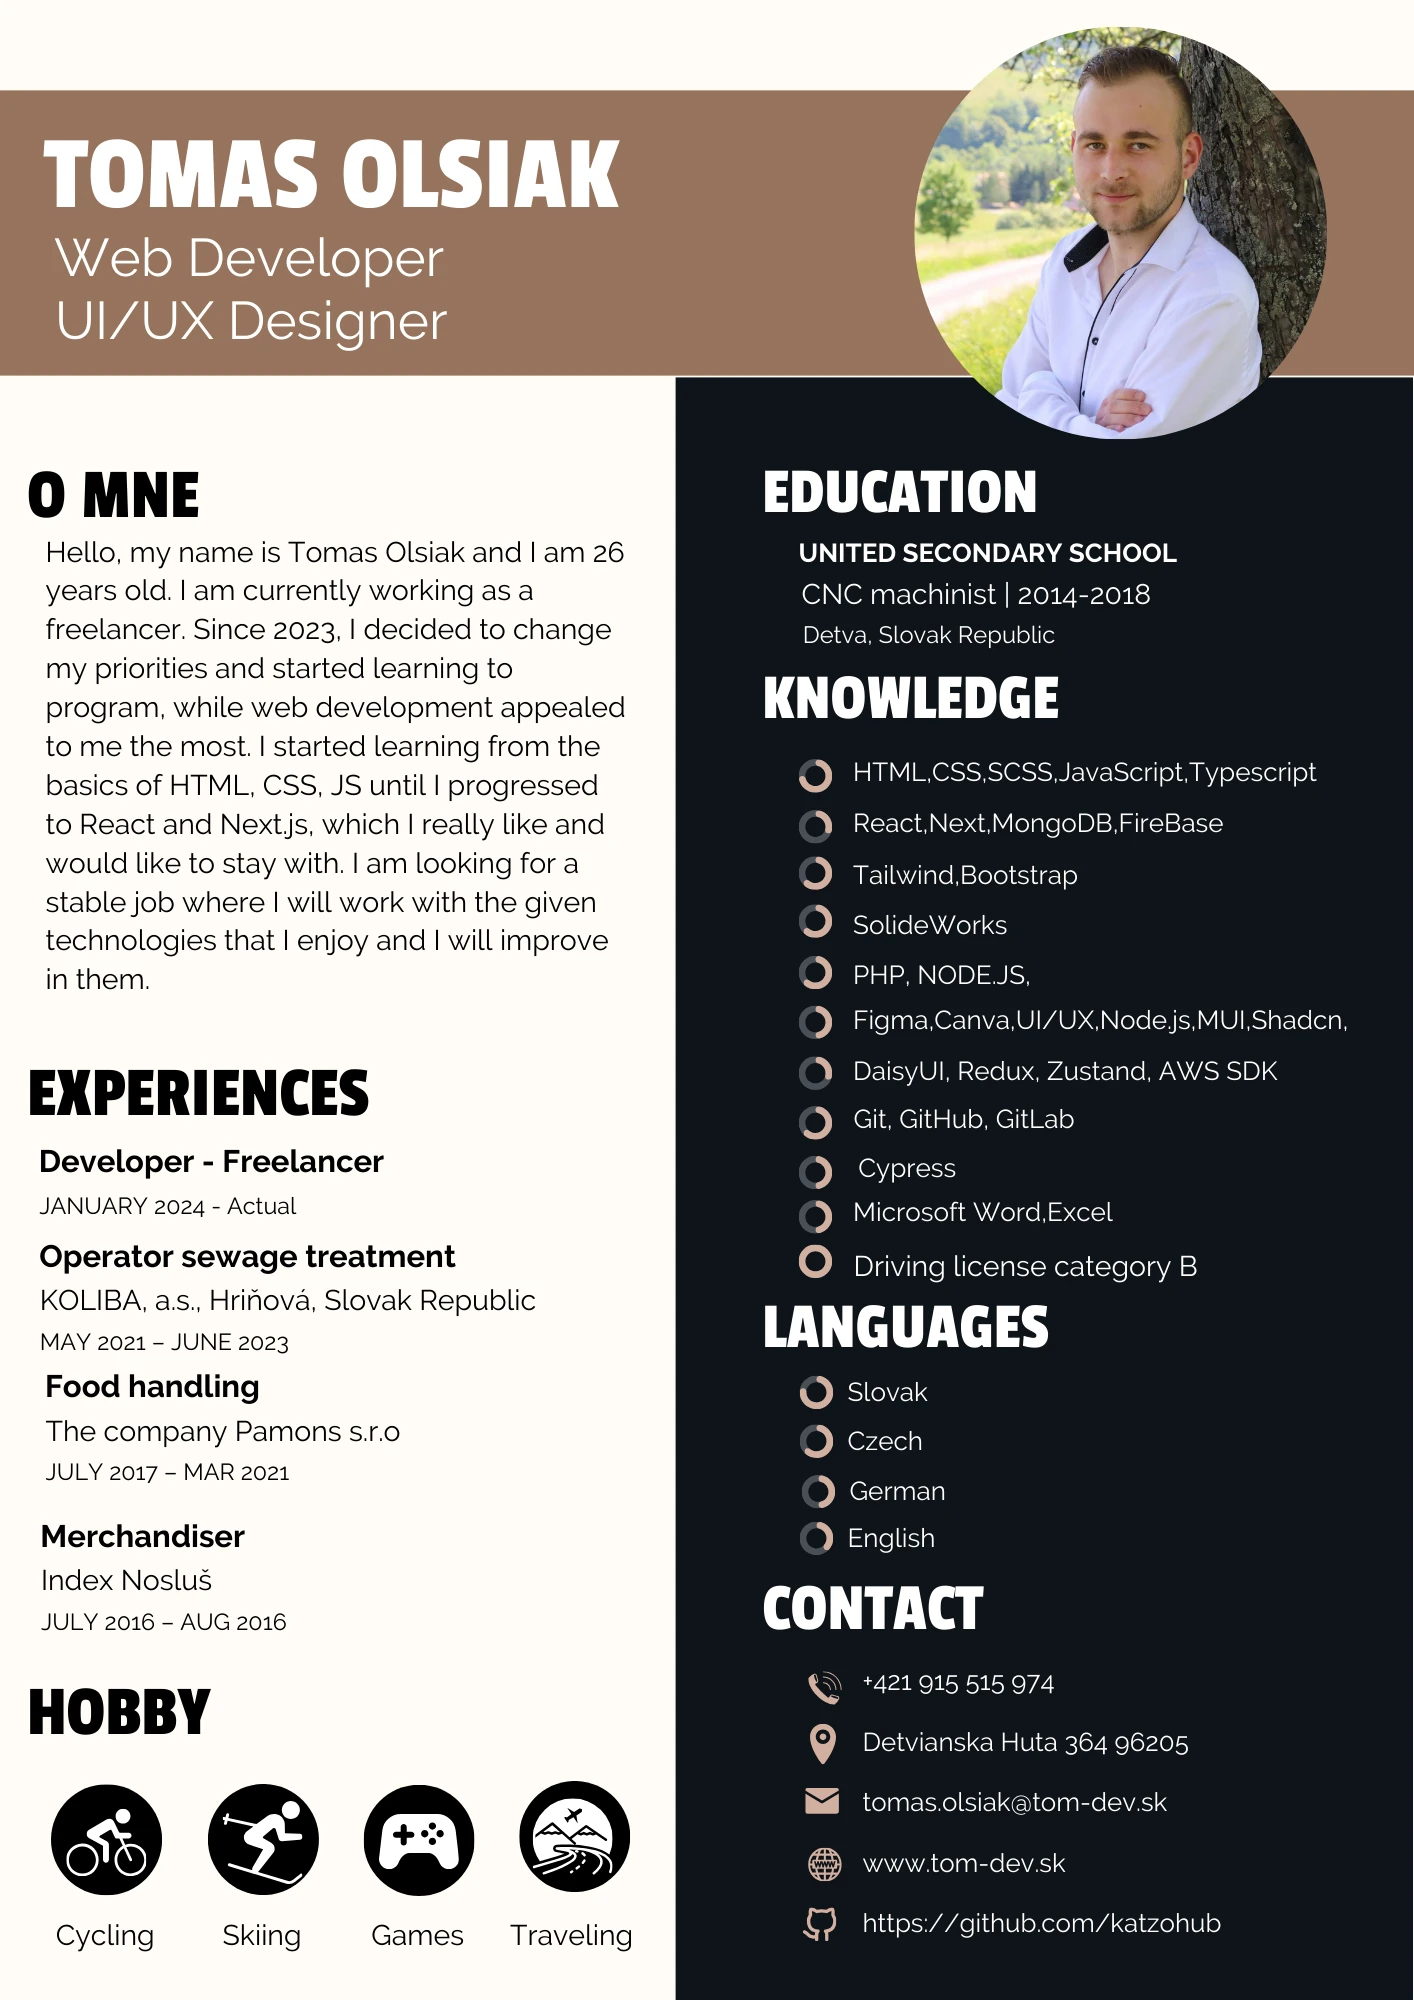 TOMAS OLSIAK
Web Developer
UI/UX Designer
O MNE
Hello, my name is Tomas Olsiak and I am 26
years old. I am currently working as a
freelancer. Since 2023, I decided to change
my priorities and started learning to
program, while web development appealed
to me the most. I started learning from the
basics of HTML, CSS, JS until I progressed
to React and Next.js, which I really like and
would like to stay with. I am looking for a
stable job where I will work with the given
technologies that I enjoy and I will improve
in them.
EXPERIENCES
Developer - Freelancer
JANUARY 2024 - Actual
Operator sewage treatment
KOLIBA, a.s., Hriňová, Slovak Republic
MAY 2021 – JUNE 2023
Food handling
The company Pamons s.r.o
JULY 2017 – MAR 2021
Merchandiser
Index Nosluš
JULY 2016 – AUG 2016
HOBBY
Cycling
Skiing
Games
Traveling
EDUCATION
UNITED SECONDARY SCHOOL
CNC machinist | 2014-2018
Detva, Slovak Republic
KNOWLEDGE
HTML,CSS,SCSS,JavaScript,Typescript
React,Next,MongoDB,FireBase
Tailwind,Bootstrap
SolideWorks
PHP, NODE.JS,
Figma,Canva,UI/UX,Node.js,MUI,Shadcn,
DaisyUI, Redux, Zustand, AWS SDK
Git, GitHub, GitLab
Cypress
Microsoft Word,Excel
Driving license category B
LANGUAGES
Slovak
Czech
German
English
CONTACT
+421 915 515 974
Detvianska Huta 364 96205
tomas.olsiak@tom-dev.sk
www.tom-dev.sk
https://github.com/katzohub